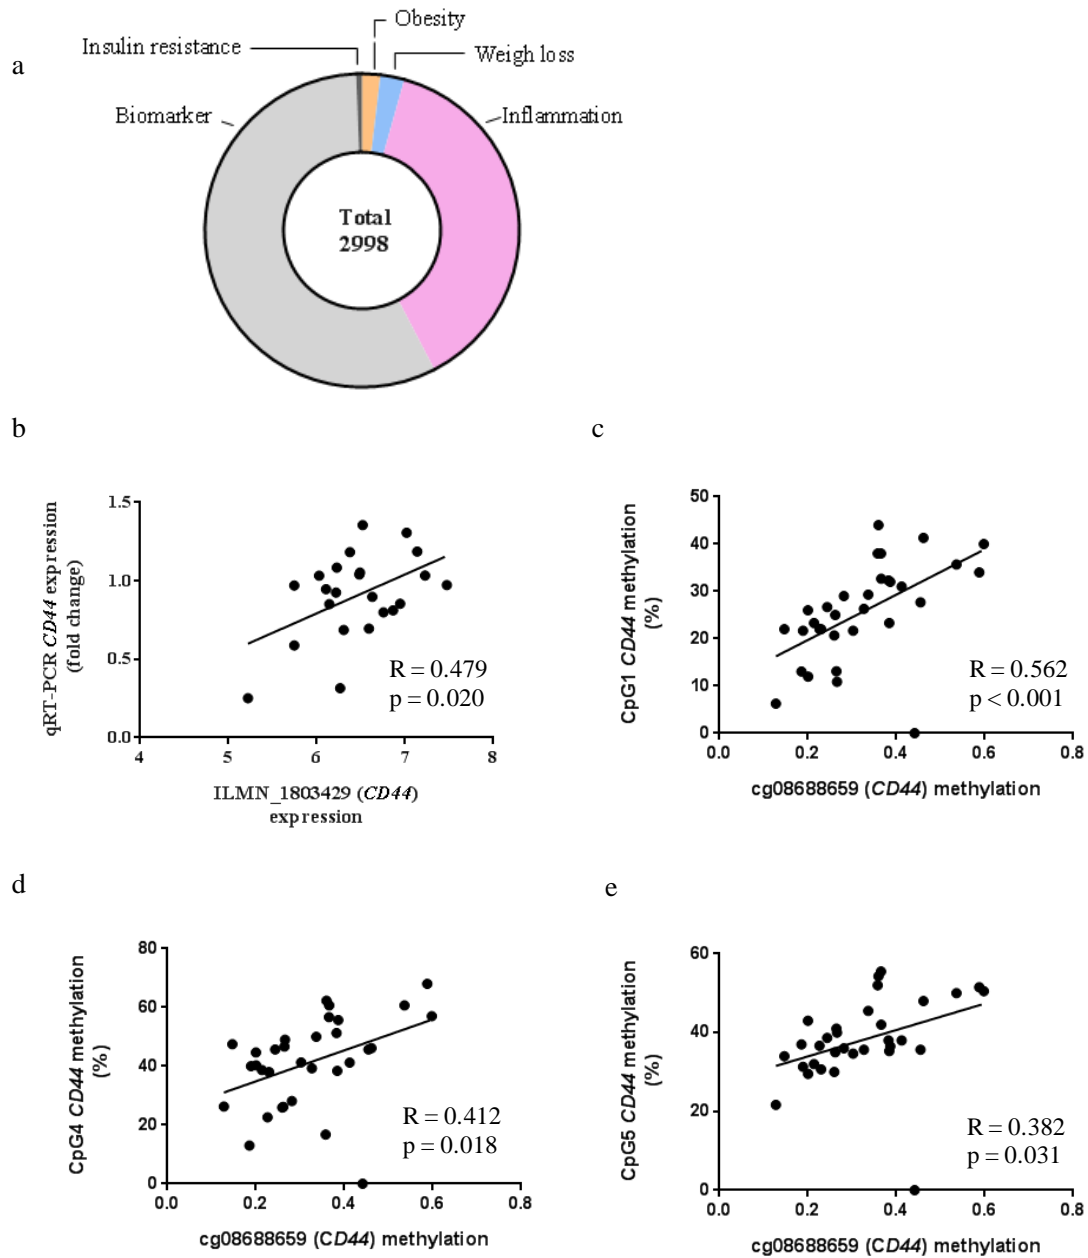 a
Obesity
Insulin resistance
Weigh loss
Biomarker
Inflammation
Total
2998
b
qRT-PCR CD44 expression
(fold change)
1.5
1.0
0.5
0.0
4 5 6 7 8
R = 0.479
p = 0.020
ILMN_1803429 (CD44)
expression
c
CpG1 CD44 methylation
(%)
50
40
30
20
10
0
0.0 0.2 0.4 0.6 0.8
R = 0.562
p < 0.001
cg08688659 (CD44) methylation
d
CpG4 CD44 methylation
(%)
80
60
40
20
0
0.0 0.2 0.4 0.6 0.8
R = 0.412
p = 0.018
cg08688659 (CD44) methylation
e
CpG5 CD44 methylation
(%)
60
40
20
0
0.0 0.2 0.4 0.6 0.8
R = 0.382
p = 0.031
cg08688659 (CD44) methylation